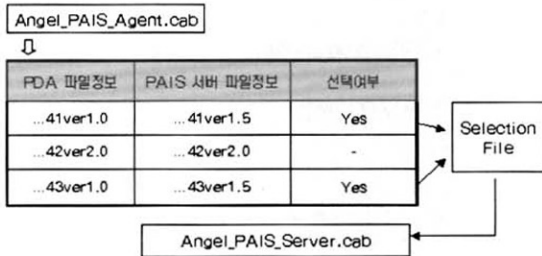 Angel_PAIS_Agent.cab
PDA 파일정보 PAIS 서버 파일정보 선택여부
...41ver1.0 ...41ver1.5 Yes
...42ver2.0 ...42ver2.0 -
...43ver1.0 ...43ver1.5 Yes
Selection
File
Angel_PAIS_Server.cab